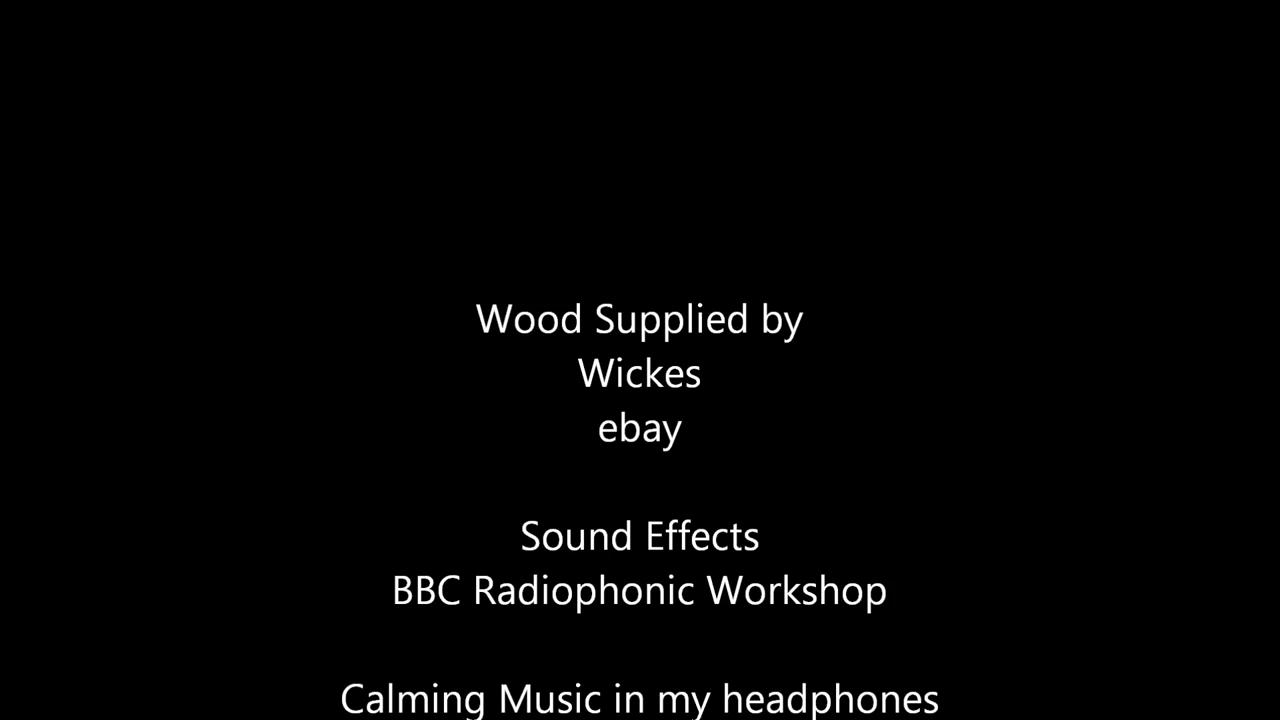 Wood Supplied by
Wickes
ebay
Sound Effects
BBC Radiophonic Workshop
Calming Music in my headphones